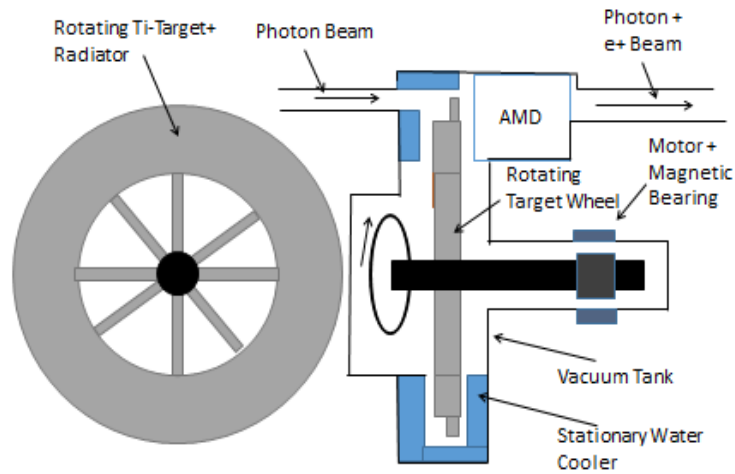 Rotating Ti-Target+
Radiator
Photon Beam
Photon +
e+ Beam
AMD
Motor +
Magnetic
Bearing
Rotating
Target Wheel
Vacuum Tank
Stationary Water
Cooler